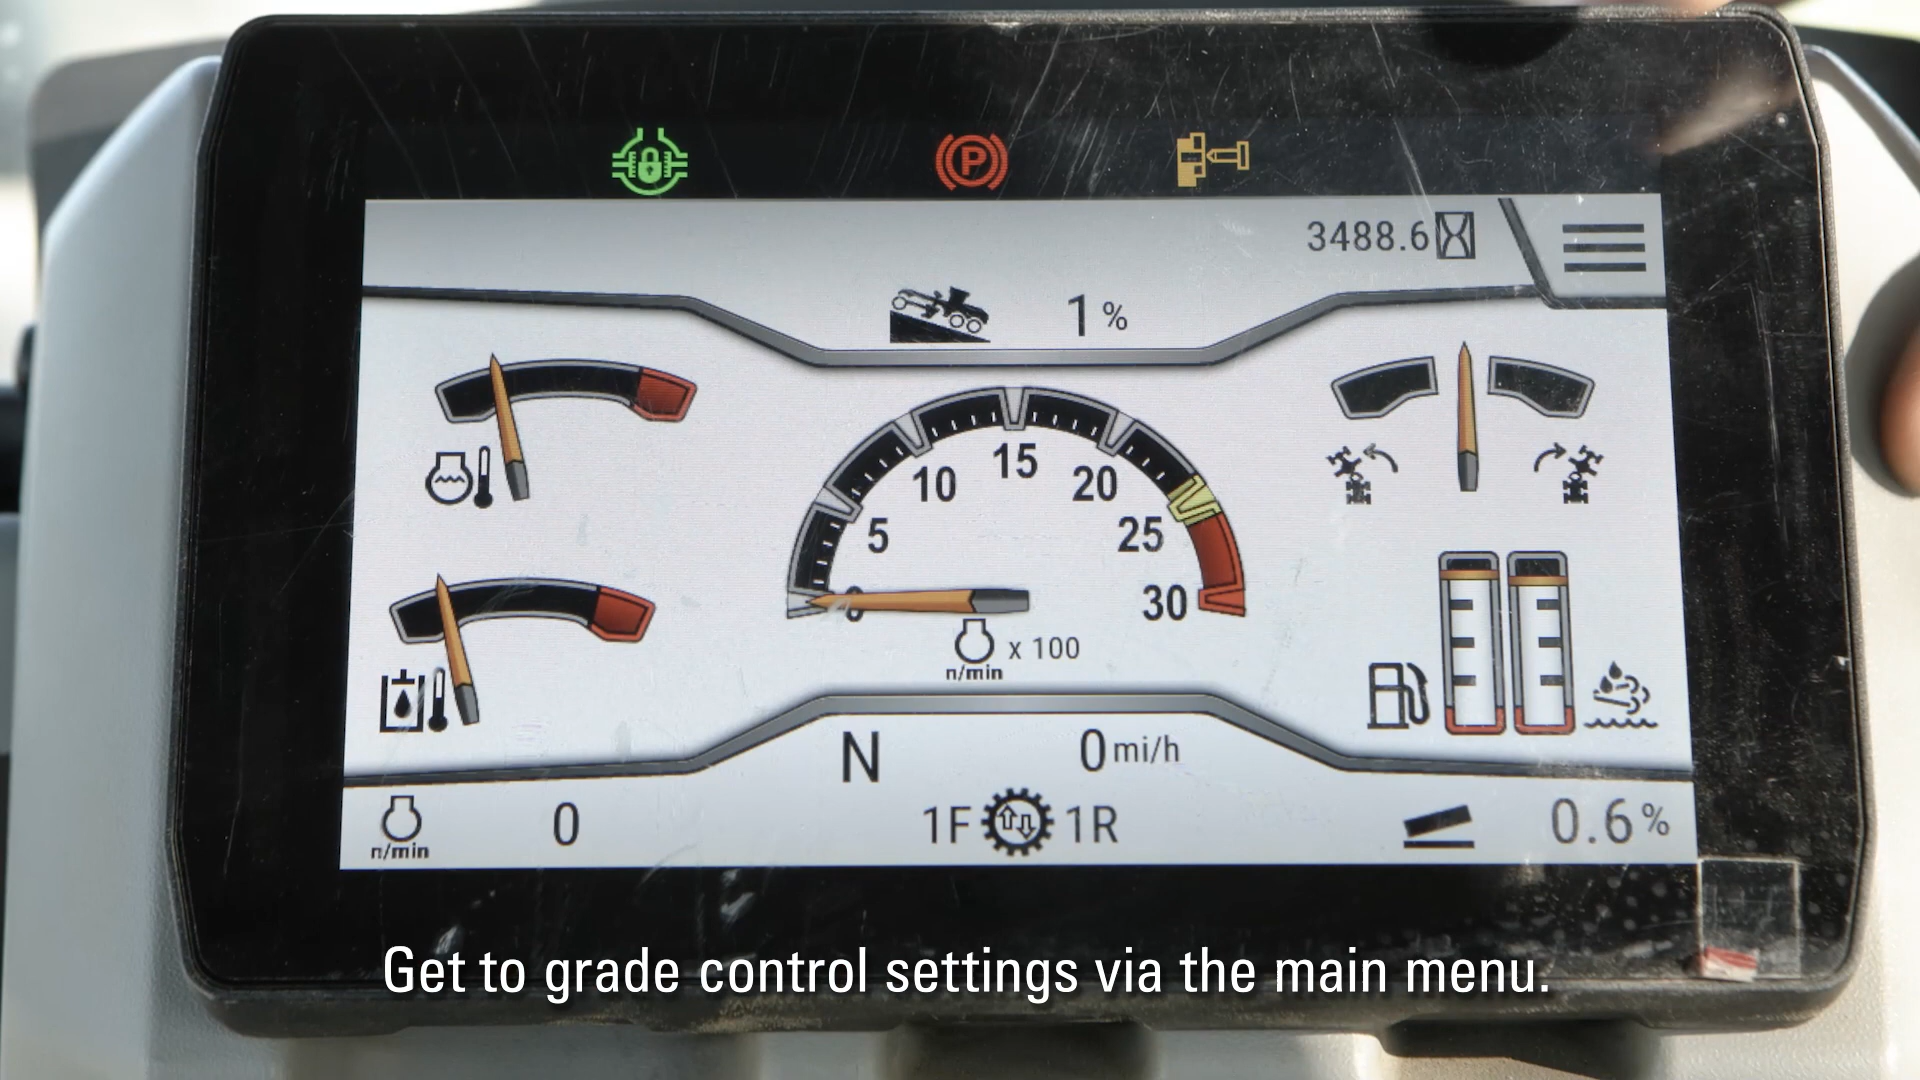 P
3488.6
1 %
15
10
20
5
25
0
30
x 100
n/min
N
0 mi/h
n/min
0
1F
1R
0.6 %
Get to grade control settings via the main menu.